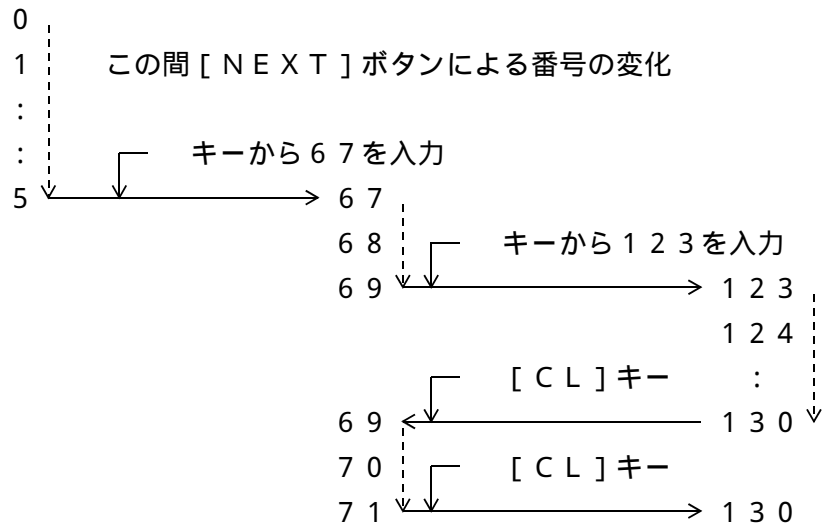 0
1 この間［ＮＥＸＴ］ボタンによる番号の変化
：
： キーから６７を入力
5 ６７
６８ キーから１２３を入力
６９ １２３
１２４
［ＣＬ］キー ：
６９ １３０
７０ ［ＣＬ］キー
７１ １３０